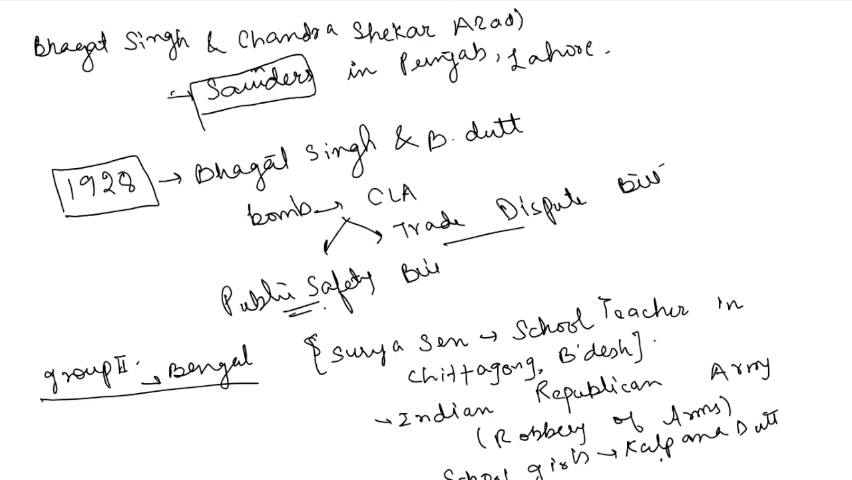 Bhagat Singh & Chandra Shekar Azad)
→ Saunders in Punjab, Lahore.
1928 → Bhagat Singh & B. dutt
bomb → CLA
Trade Dispute Bill
Public Safety Bill
group II → Bengal
[Surya Sen → School Teacher in
Chittagong, B'desh].
→ Indian Republican Army
(Robbery of Arms)
School girls → Kalpana Dutt